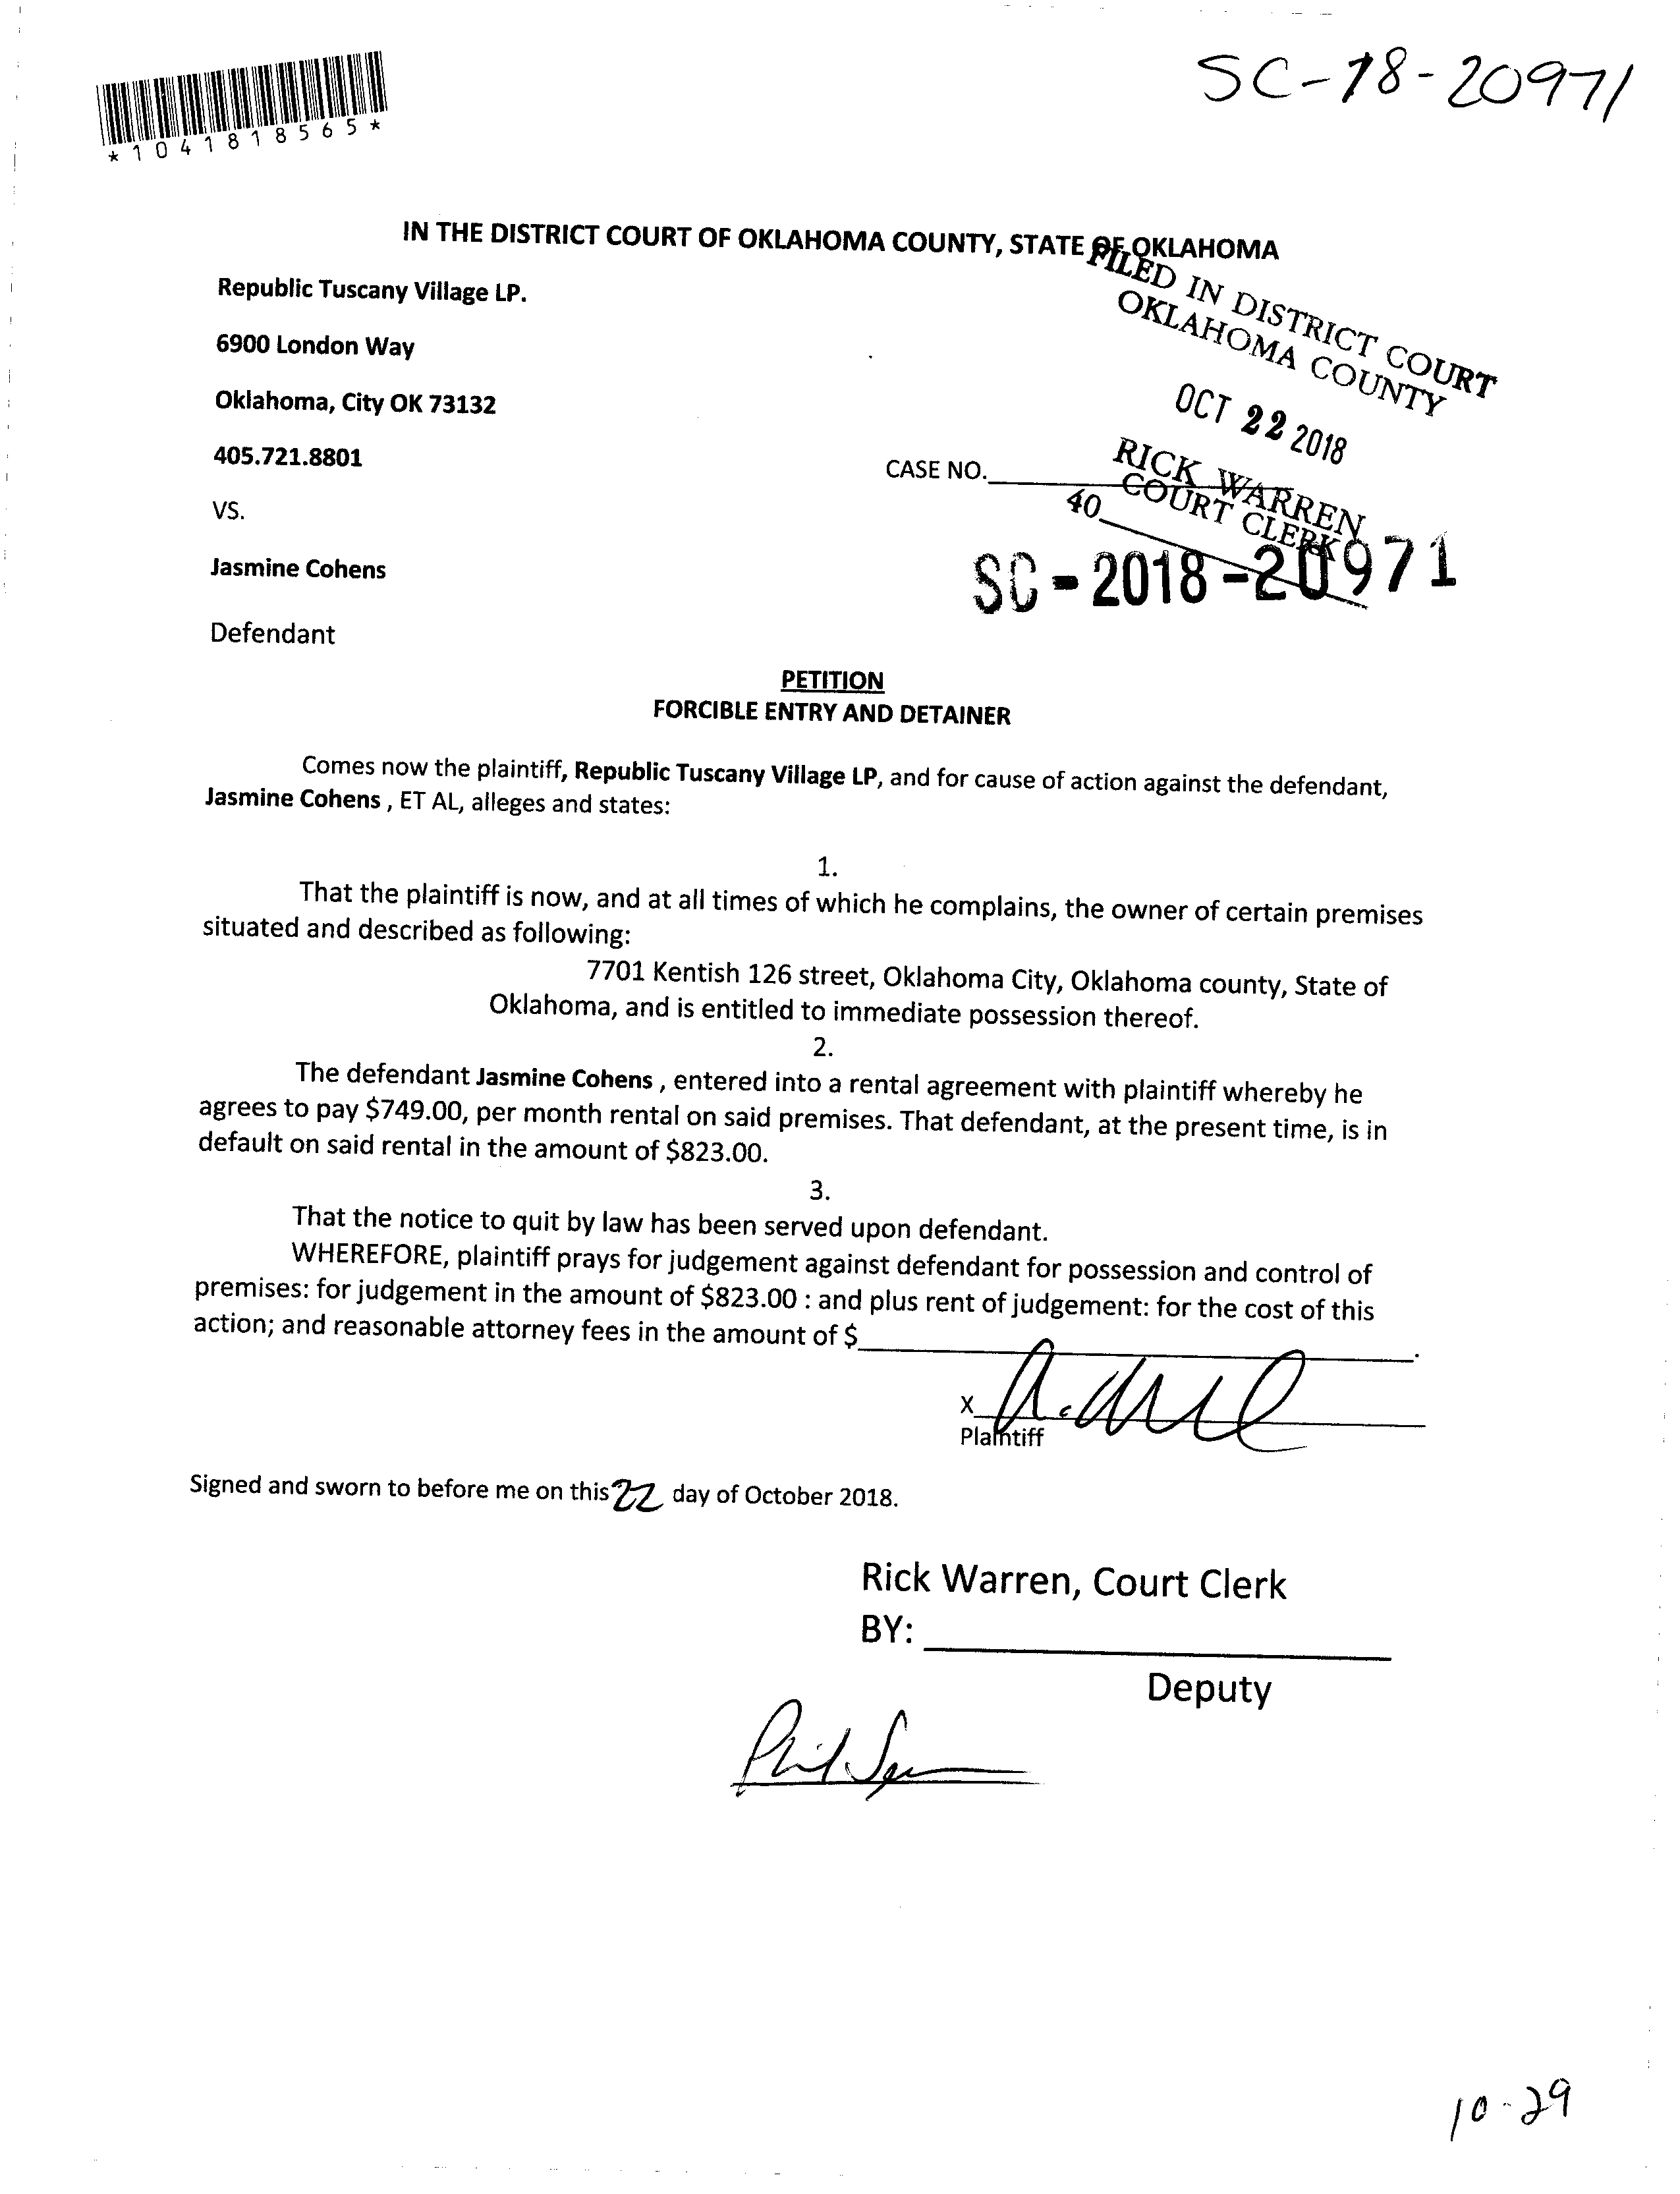 SC-18-20971
*1041818565*
IN THE DISTRICT COURT OF OKLAHOMA COUNTY, STATE OF OKLAHOMA
FILED IN DISTRICT COURT
OKLAHOMA COUNTY
Republic Tuscany Village LP.
6900 London Way
Oklahoma, City OK 73132
OCT 22 2018
405.721.8801
CASE NO.
RICK WARREN
COURT CLERK
40
VS.
SC-2018-20971
Jasmine Cohens
Defendant
PETITION
FORCIBLE ENTRY AND DETAINER
Comes now the plaintiff, Republic Tuscany Village LP, and for cause of action against the defendant,
Jasmine Cohens , ET AL, alleges and states:
1.
That the plaintiff is now, and at all times of which he complains, the owner of certain premises
situated and described as following:
7701 Kentish 126 street, Oklahoma City, Oklahoma county, State of
Oklahoma, and is entitled to immediate possession thereof.
2.
The defendant Jasmine Cohens , entered into a rental agreement with plaintiff whereby he
agrees to pay $749.00, per month rental on said premises. That defendant, at the present time, is in
default on said rental in the amount of $823.00.
3.
That the notice to quit by law has been served upon defendant.
WHEREFORE, plaintiff prays for judgement against defendant for possession and control of
premises: for judgement in the amount of $823.00 : and plus rent of judgement: for the cost of this
action; and reasonable attorney fees in the amount of $
X
Plaintiff
Signed and sworn to before me on this 22 day of October 2018.
Rick Warren, Court Clerk
BY:
Deputy
Phil
10-29